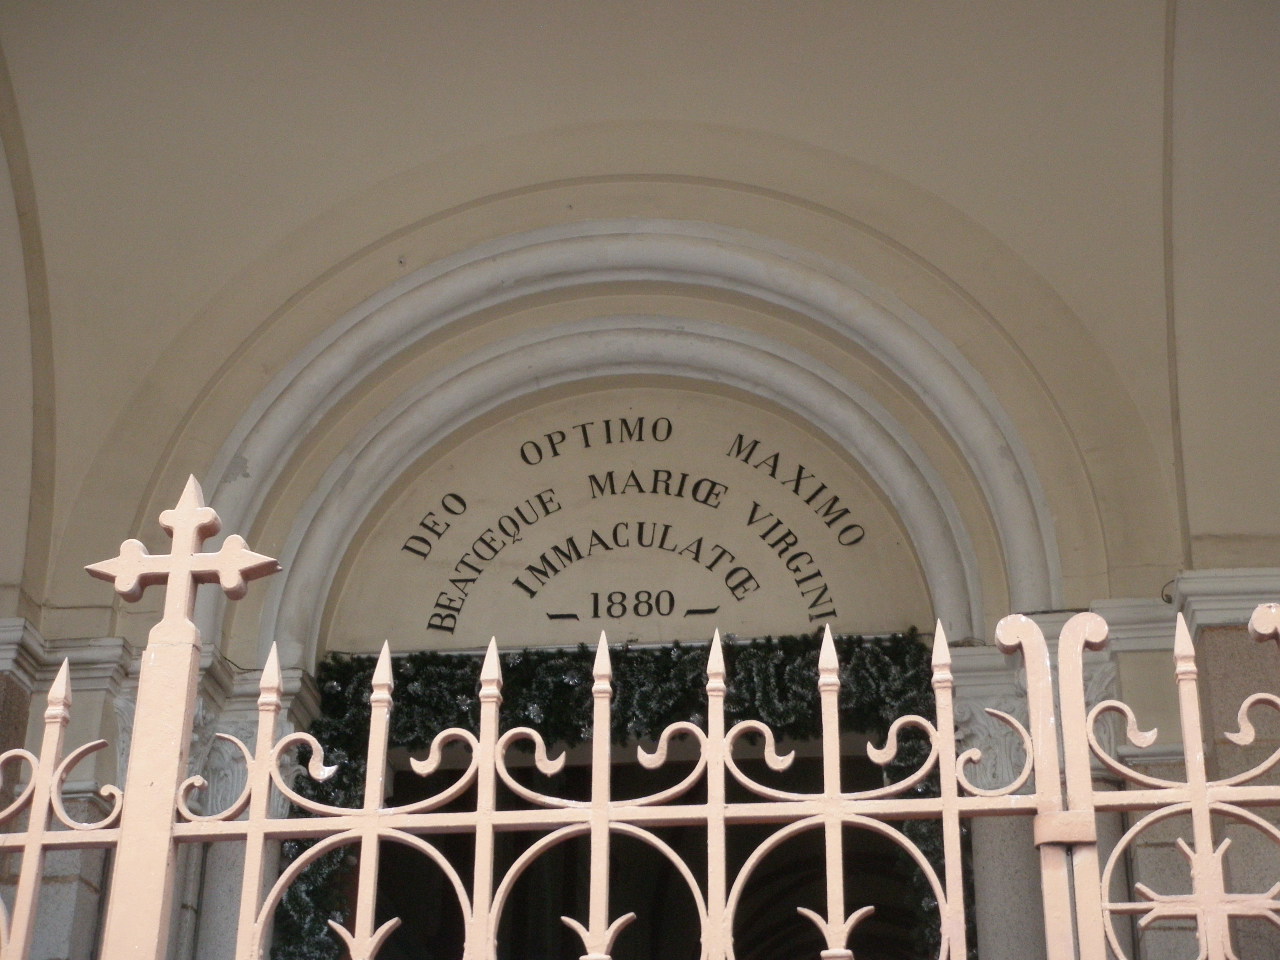 DEO OPTIMO MAXIMO
BEATŒQUE MARIŒ VIRGINI
IMMACULATŒ
1880